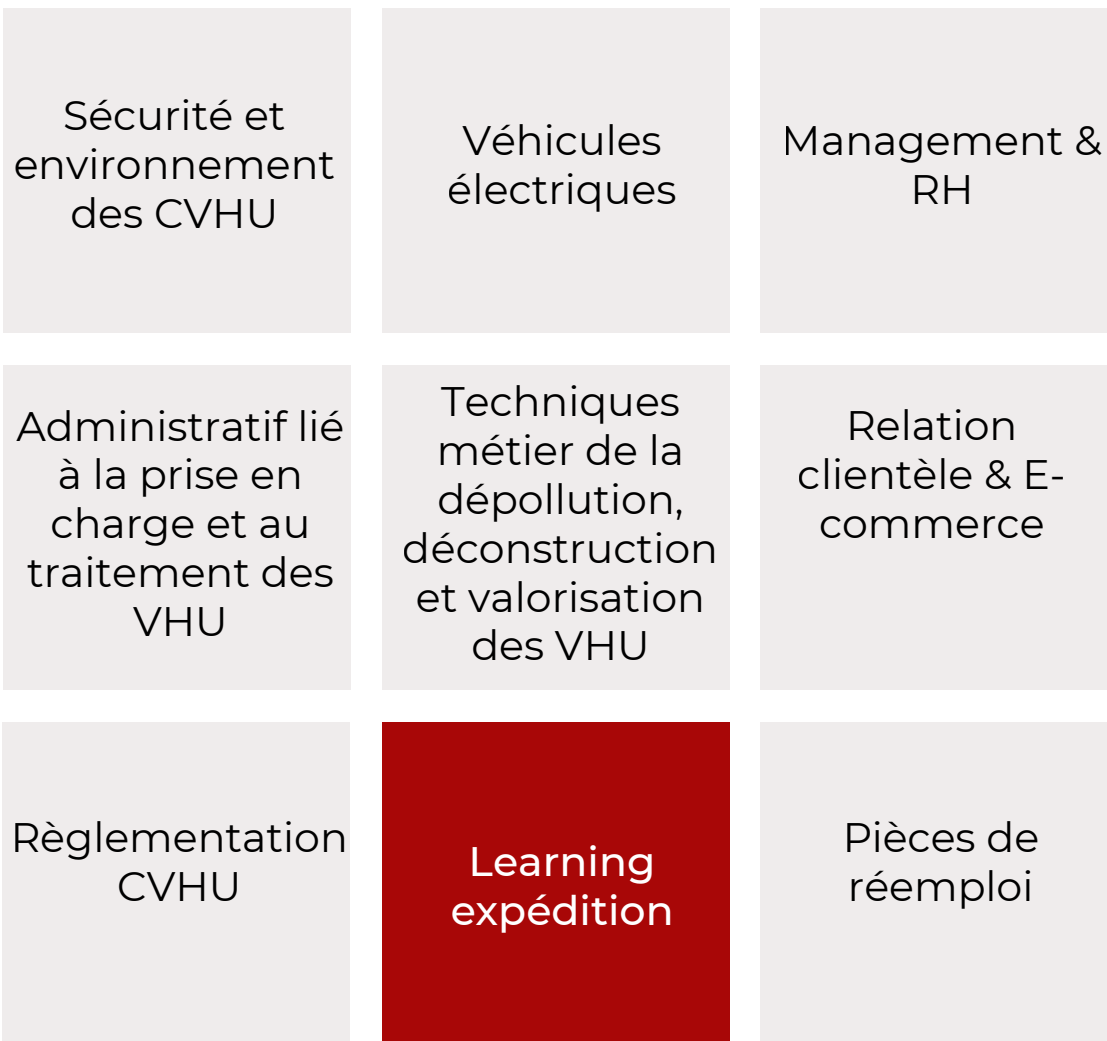 Sécurité et
environnement
des CVHU
Véhicules
électriques
Management &
RH
Administratif lié
à la prise en
charge et au
traitement des
VHU
Techniques
métier de la
dépollution,
déconstruction
et valorisation
des VHU
Relation
clientèle & E-
commerce
Règlementation
CVHU
Learning
expédition
Pièces de
réemploi